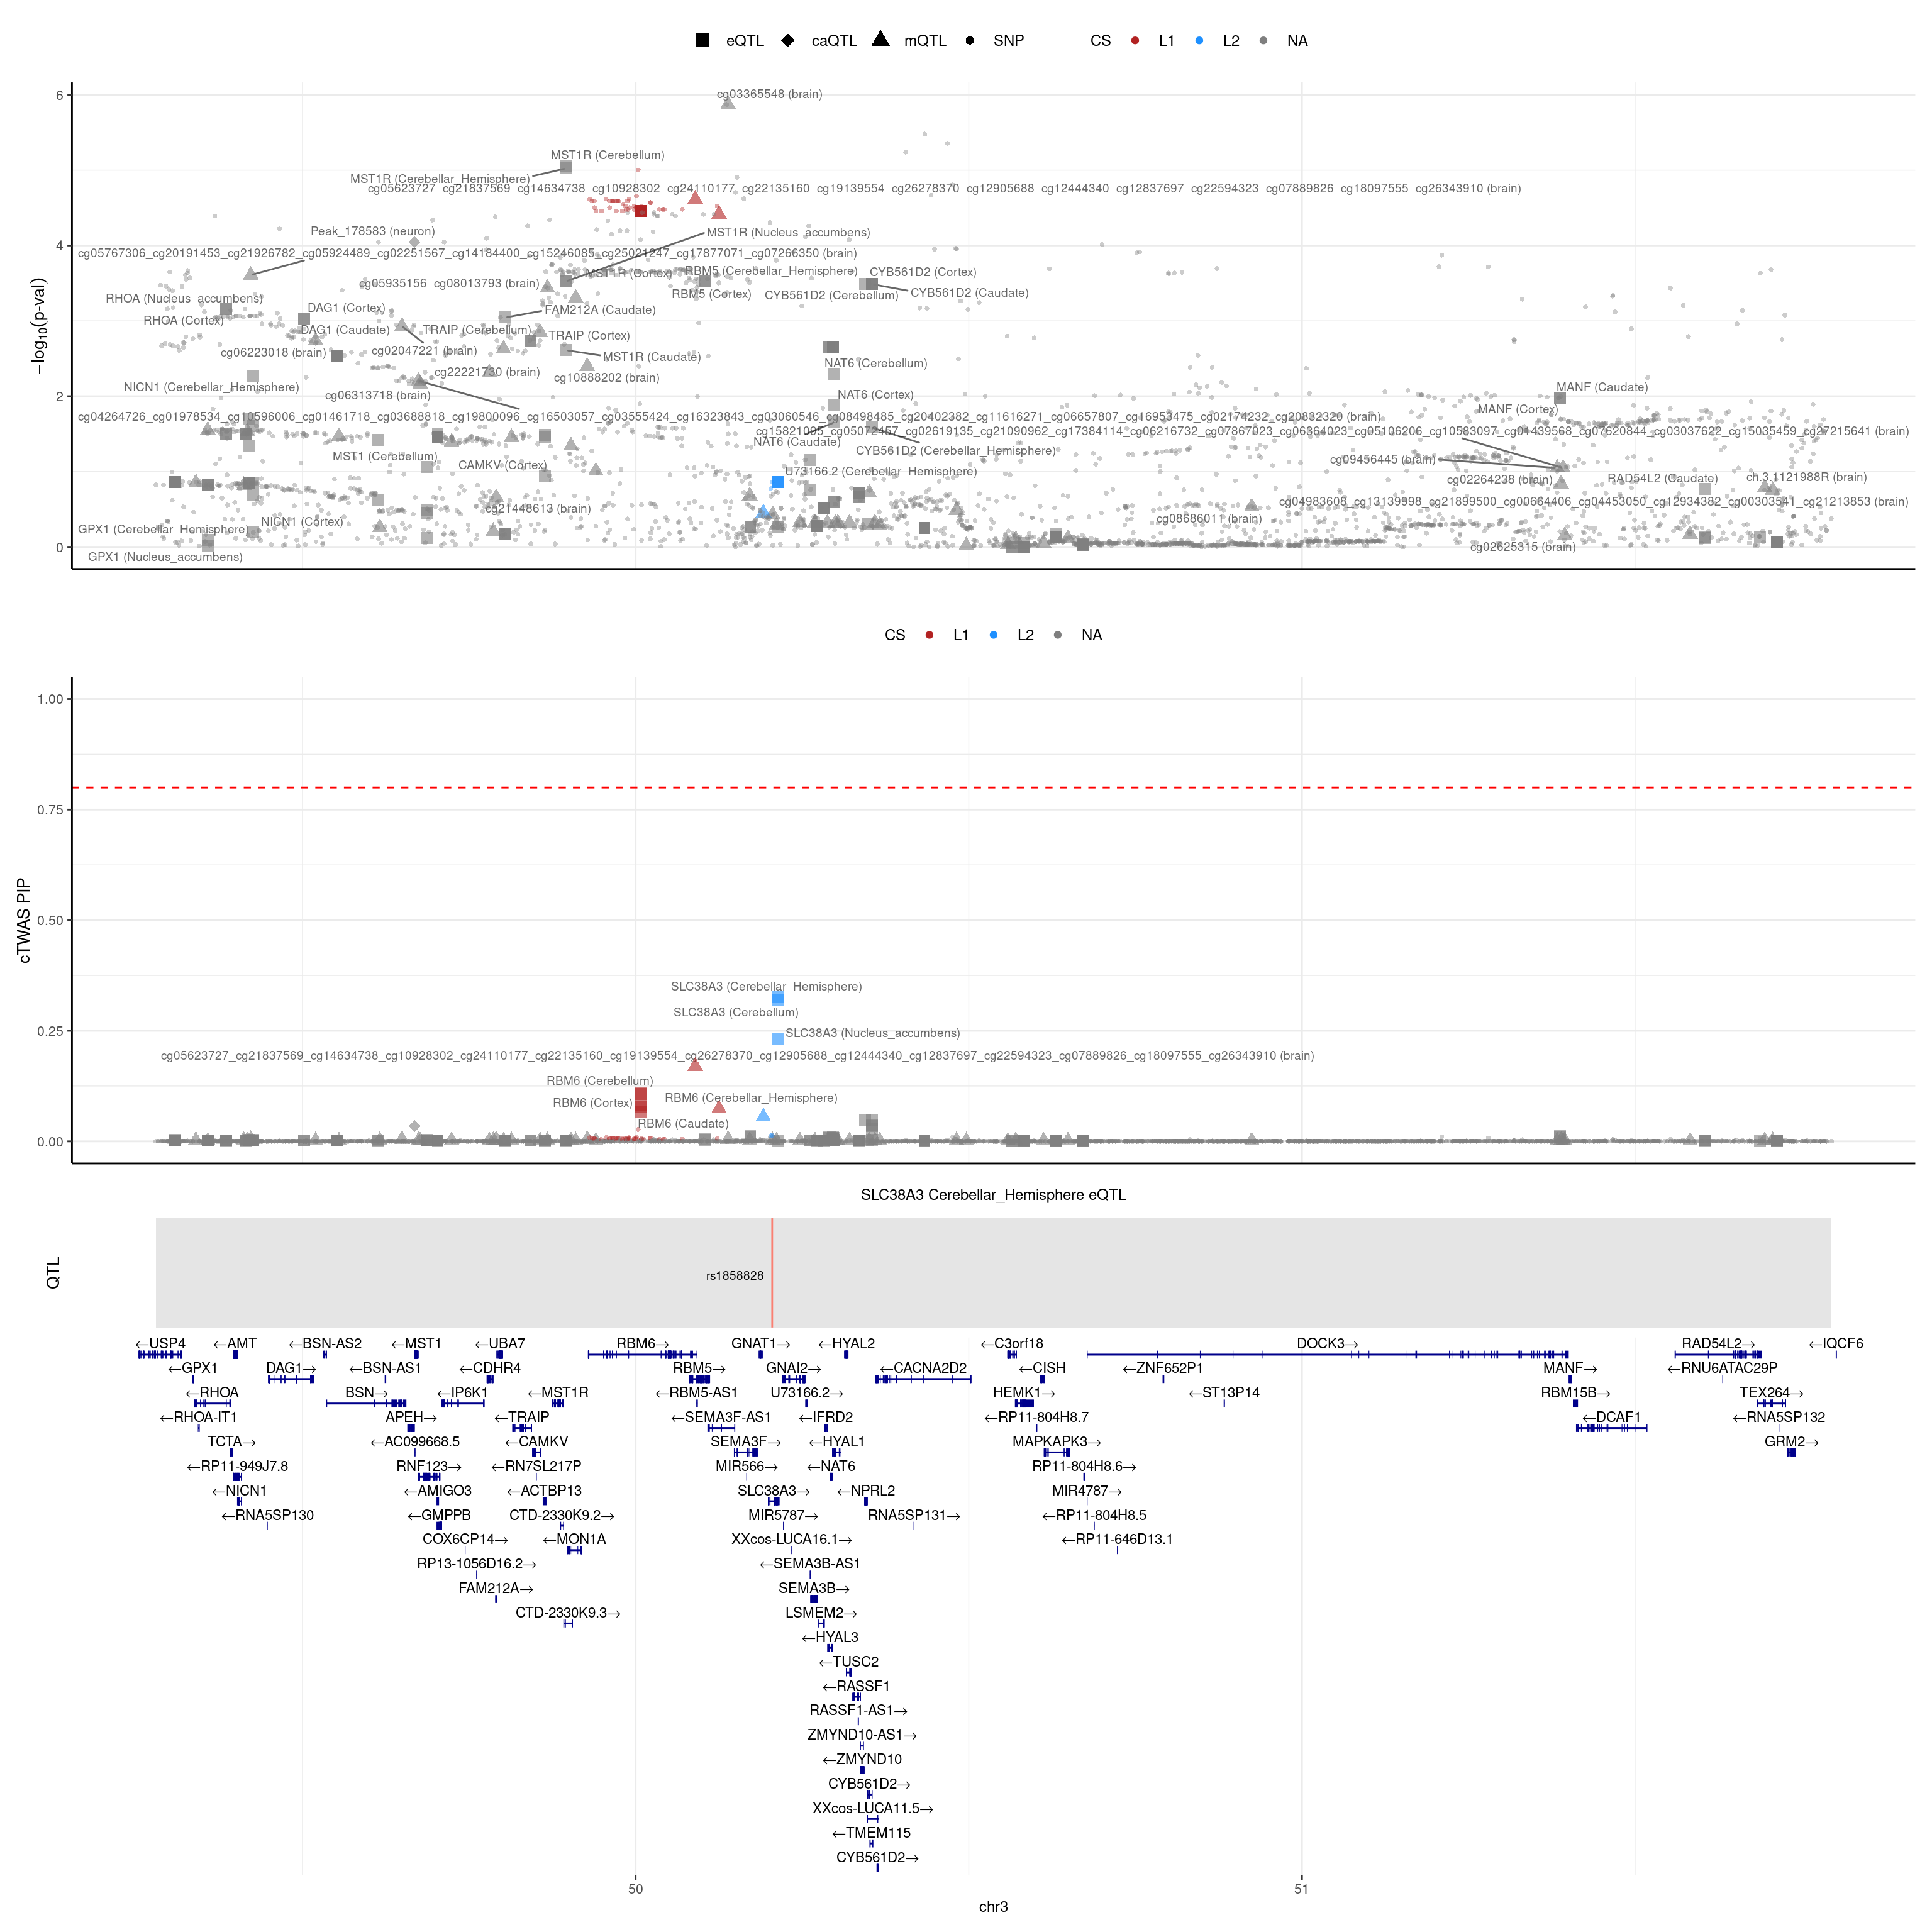 eQTL caQTL mQTL SNP CS L1 L2 NA
−log10(p-val)
6
4
2
0
cg03365548 (brain)
MST1R (Cerebellum)
MST1R (Cerebellar_Hemisphere)
cg05623727_cg21837569_cg14634738_cg10928302_cg24110177_cg22135160_cg19139554_cg26278370_cg12905688_cg12444340_cg12837697_cg22594323_cg07889826_cg18097555_cg26343910 (brain)
Peak_178583 (neuron)
MST1R (Nucleus_accumbens)
cg05767306_cg20191453_cg21926782_cg05924489_cg02251567_cg14184400_cg15246085_cg25021247_cg17877071_cg07266350 (brain)
MST1R (Cortex)
RBM5 (Cerebellar_Hemisphere)
CYB561D2 (Cortex)
cg05935156_cg08013793 (brain)
RBM5 (Cortex)
CYB561D2 (Cerebellum)
CYB561D2 (Caudate)
RHOA (Nucleus_accumbens)
DAG1 (Cortex)
FAM212A (Caudate)
RHOA (Cortex)
DAG1 (Caudate)
TRAIP (Cerebellum)
TRAIP (Cortex)
cg06223018 (brain)
cg02047221 (brain)
MST1R (Caudate)
NAT6 (Cerebellum)
cg10888202 (brain)
NICN1 (Cerebellar_Hemisphere)
cg06313718 (brain)
NAT6 (Cortex)
MANF (Caudate)
MANF (Cortex)
cg04264726_cg01978534_cg10596006_cg01461718_cg03688818_cg19800096_cg16503057_cg03555424_cg16323843_cg03060546_cg08498485_cg20402382_cg11616271_cg06657807_cg16953475_cg02174232_cg20832320 (brain)
NAT6 (Caudate)
CYB561D2 (Cerebellar_Hemisphere)
MST1 (Cerebellum)
CAMKV (Cortex)
cg09456445 (brain)
U73166.2 (Cerebellar_Hemisphere)
cg02264238 (brain)
RAD54L2 (Caudate)
ch.3.1121988R (brain)
cg21448613 (brain)
cg04983608_cg13139998_cg21899500_cg00664406_cg04453050_cg12934382_cg00303541_cg21213853 (brain)
cg08686011 (brain)
NICN1 (Cortex)
GPX1 (Cerebellar_Hemisphere)
cg02625315 (brain)
GPX1 (Nucleus_accumbens)
CS L1 L2 NA
cTWAS PIP
1.00
0.75
0.50
0.25
0.00
SLC38A3 (Cerebellar_Hemisphere)
SLC38A3 (Cerebellum)
SLC38A3 (Nucleus_accumbens)
cg05623727_cg21837569_cg14634738_cg10928302_cg24110177_cg22135160_cg19139554_cg26278370_cg12905688_cg12444340_cg12837697_cg22594323_cg07889826_cg18097555_cg26343910 (brain)
RBM6 (Cerebellum)
RBM6 (Cortex)
RBM6 (Cerebellar_Hemisphere)
RBM6 (Caudate)
SLC38A3 Cerebellar_Hemisphere eQTL
QTL
rs1858828
←USP4 ←AMT ←BSN-AS2 ←MST1 ←UBA7 RBM6→ GNAT1→ ←HYAL2 ←C3orf18 DOCK3→ RAD54L2→ ←IQCF6
←GPX1 DAG1→ ←BSN-AS1 ←CDHR4 RBM5→ GNAI2→ ←CACNA2D2 ←CISH ←ZNF652P1 MANF→ ←RNU6ATAC29P
←RHOA BSN→ ←IP6K1 ←MST1R ←RBM5-AS1 U73166.2→ HEMK1→ ←ST13P14 RBM15B→ TEX264→
←RHOA-IT1 APEH→ ←TRAIP ←SEMA3F-AS1 ←IFRD2 ←RP11-804H8.7 ←DCAF1 ←RNA5SP132
TCTA→ ←AC099668.5 ←CAMKV SEMA3F→ ←HYAL1 MAPKAPK3→ GRM2→
←RP11-949J7.8 RNF123→ ←RN7SL217P MIR566→ ←NAT6 RP11-804H8.6→
←NICN1 ←AMIGO3 ←ACTBP13 SLC38A3→ ←NPRL2 MIR4787→
←RNA5SP130 ←GMPPB CTD-2330K9.2→ MIR5787→ RNA5SP131→ ←RP11-804H8.5
COX6CP14→ ←MON1A XXcos-LUCA16.1→ ←RP11-646D13.1
RP13-1056D16.2→ ←SEMA3B-AS1
FAM212A→ SEMA3B→
CTD-2330K9.3→ LSMEM2→
←HYAL3
←TUSC2
←RASSF1
RASSF1-AS1→
ZMYND10-AS1→
←ZMYND10
CYB561D2→
XXcos-LUCA11.5→
←TMEM115
CYB561D2→
50 51
chr3